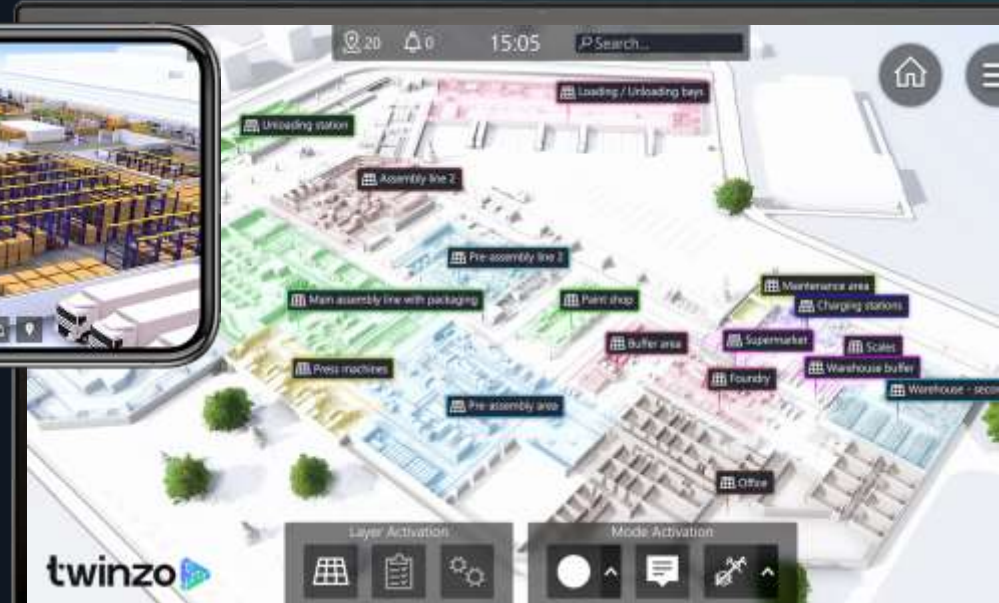 20
0
15:05
Search...
Loading / Unloading bays
Unloading station
Assembly line 2
Pre-assembly line 2
Maintenance area
Main assembly line with packaging
Paint shop
Charging stations
Buffer area
Supermarket
Scales
Press machines
Foundry
Warehouse buffer
Pre-assembly area
Warehouse - seco
Office
Layer Activation
Mode Activation
twinzo